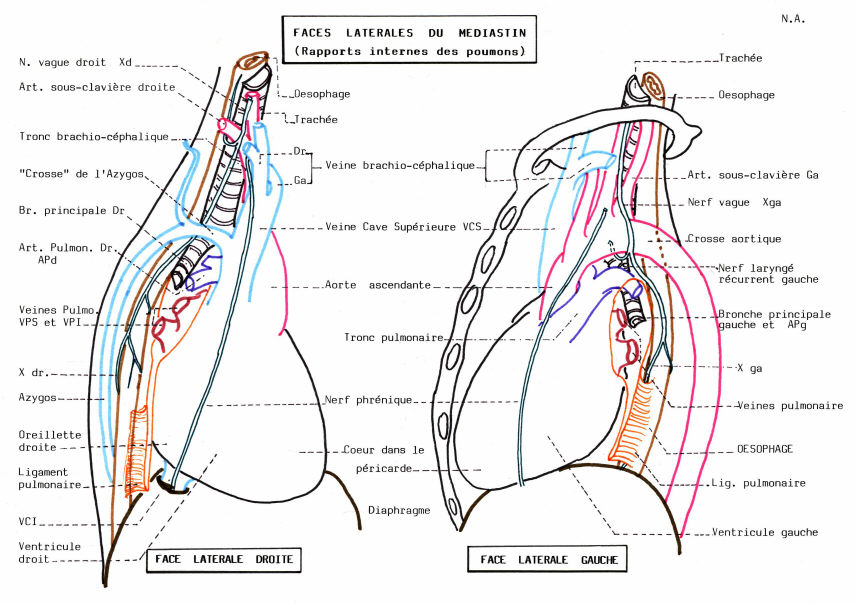 N.A.
FACES LATERALES DU MEDIASTIN
(Rapports internes des poumons)
N. vague droit Xd
Art. sous-clavière droite
Tronc brachio-céphalique
"Crosse" de l'Azygos
Br. principale Dr
Art. Pulmon. Dr.
APd
Veines Pulmo.
VPS et VPI
X dr.
Azygos
Oreillette
droite
Ligament
pulmonaire
VCI
Ventricule
droit
Oesophage
Trachée
Dr.
Ga.
Veine brachio-céphalique
Veine Cave Supérieure VCS
Aorte ascendante
Tronc pulmonaire
Nerf phrénique
Coeur dans le
péricarde
Diaphragme
Trachée
Oesophage
Art. sous-clavière Ga
Nerf vague Xga
Crosse aortique
Nerf laryngé
récurrent gauche
Bronche principale
gauche et APg
X ga
Veines pulmonaire
OESOPHAGE
Lig. pulmonaire
Ventricule gauche
FACE LATERALE DROITE
FACE LATERALE GAUCHE